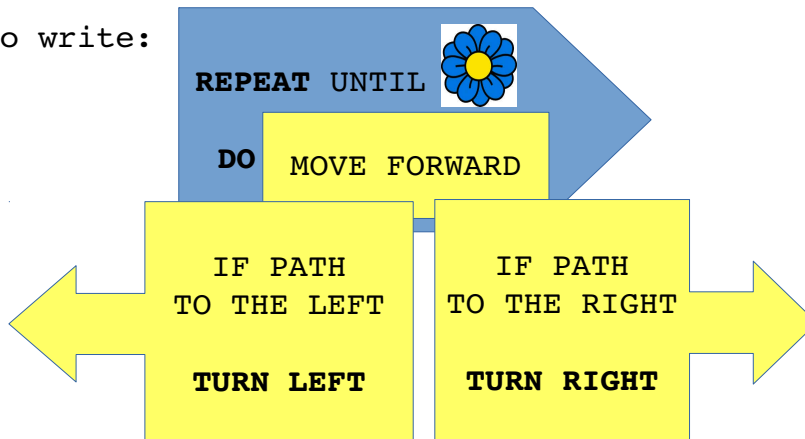 o write:
REPEAT UNTIL
DO MOVE FORWARD
IF PATH
TO THE LEFT
TURN LEFT
IF PATH
TO THE RIGHT
TURN RIGHT